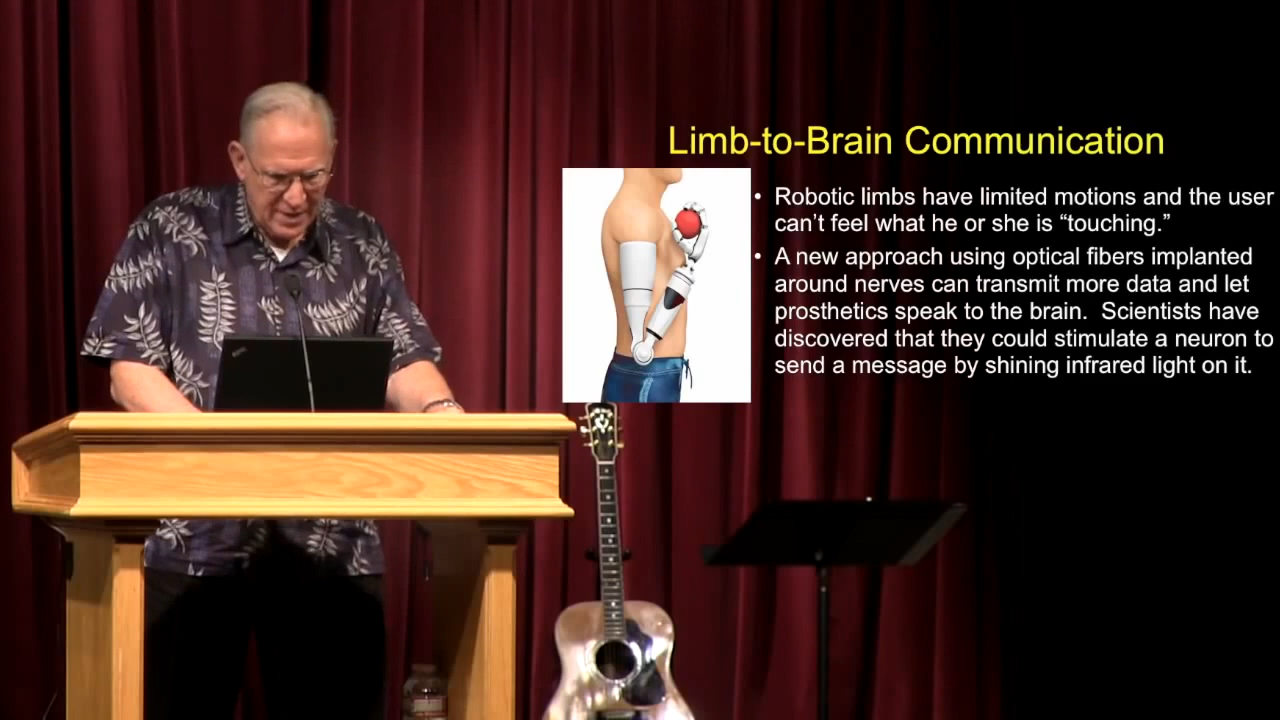 Limb-to-Brain Communication
• Robotic limbs have limited motions and the user
can’t feel what he or she is “touching.”
• A new approach using optical fibers implanted
around nerves can transmit more data and let
prosthetics speak to the brain.  Scientists have
discovered that they could stimulate a neuron to
send a message by shining infrared light on it.